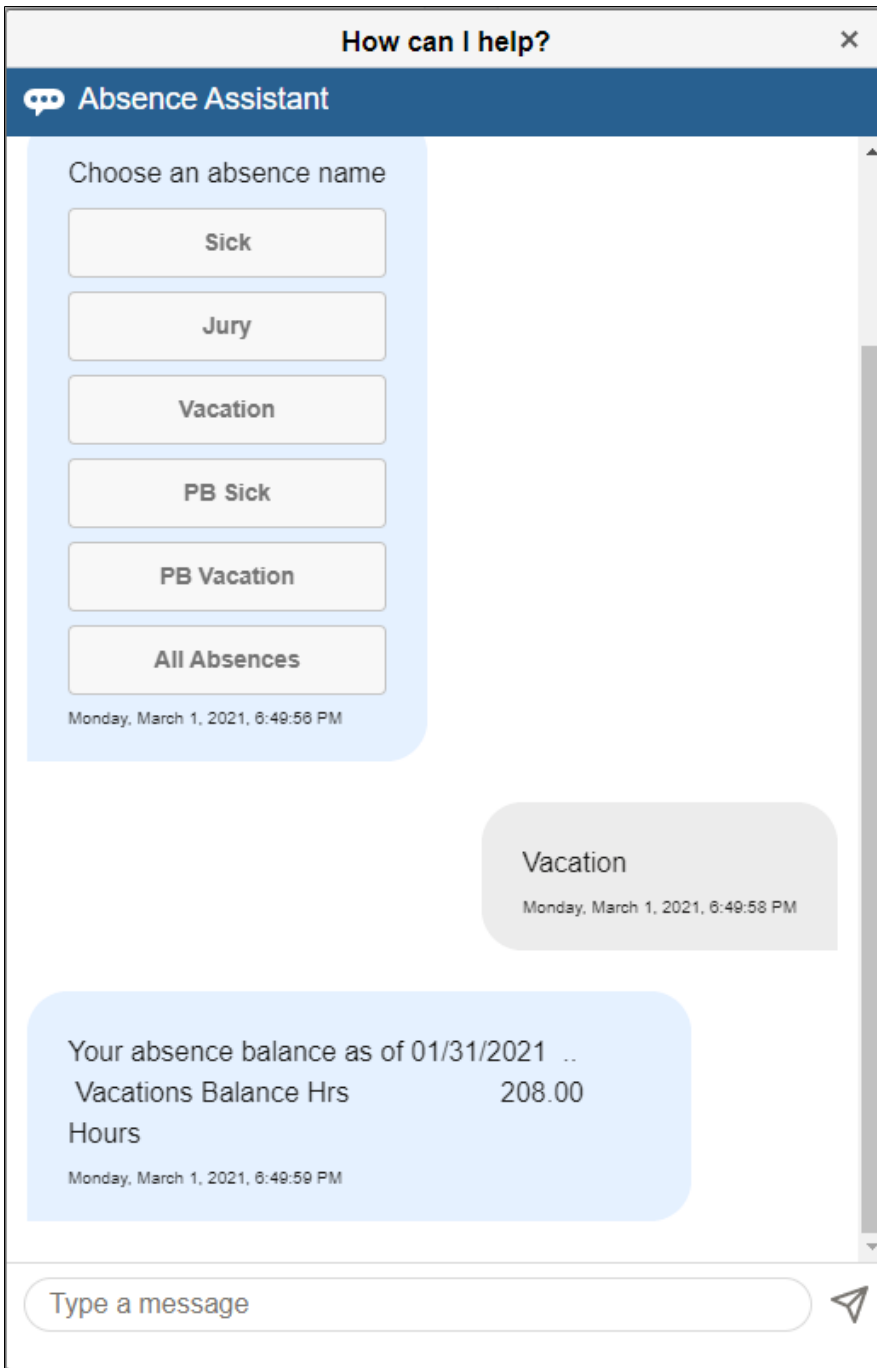 How can I help?
Absence Assistant
Choose an absence name
Sick
Jury
Vacation
PB Sick
PB Vacation
All Absences
Monday, March 1, 2021, 6:49:56 PM
Vacation
Monday, March 1, 2021, 6:49:58 PM
Your absence balance as of 01/31/2021 ..
Vacations Balance Hrs 208.00
Hours
Monday, March 1, 2021, 6:49:59 PM
Type a message